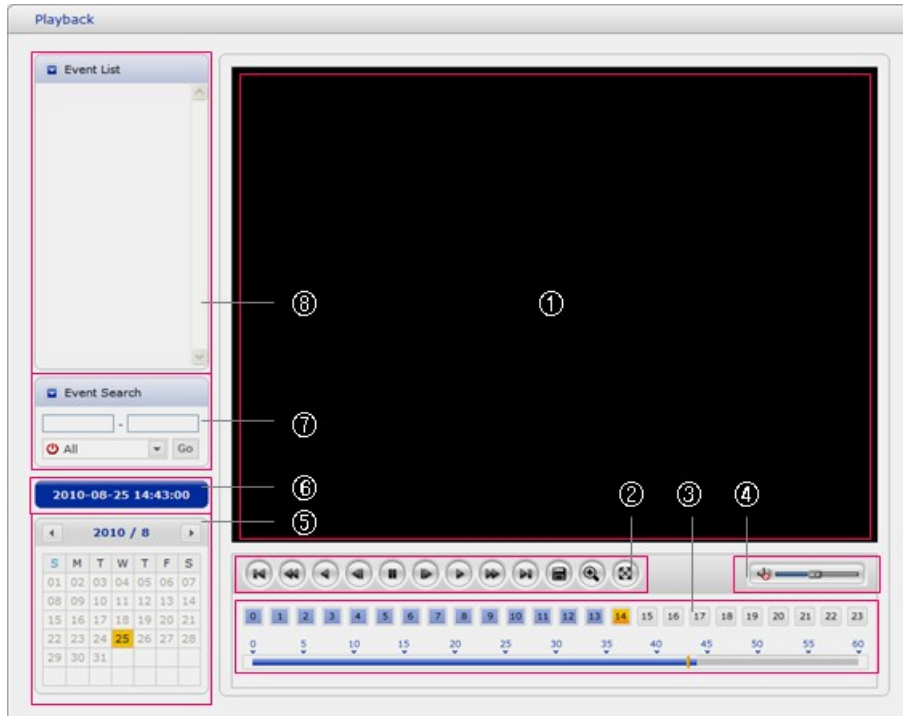 Playback
Event List
⑧
①
Event Search
-
All
Go
⑦
2010-08-25 14:43:00
⑥
⑤
②
③
④
2010 / 8
S M T W T F S
01 02 03 04 05 06 07
08 09 10 11 12 13 14
15 16 17 18 19 20 21
22 23 24 25 26 27 28
29 30 31
0 1 2 3 4 5 6 7 8 9 10 11 12 13 14 15 16 17 18 19 20 21 22 23
0 5 10 15 20 25 30 35 40 45 50 55 60